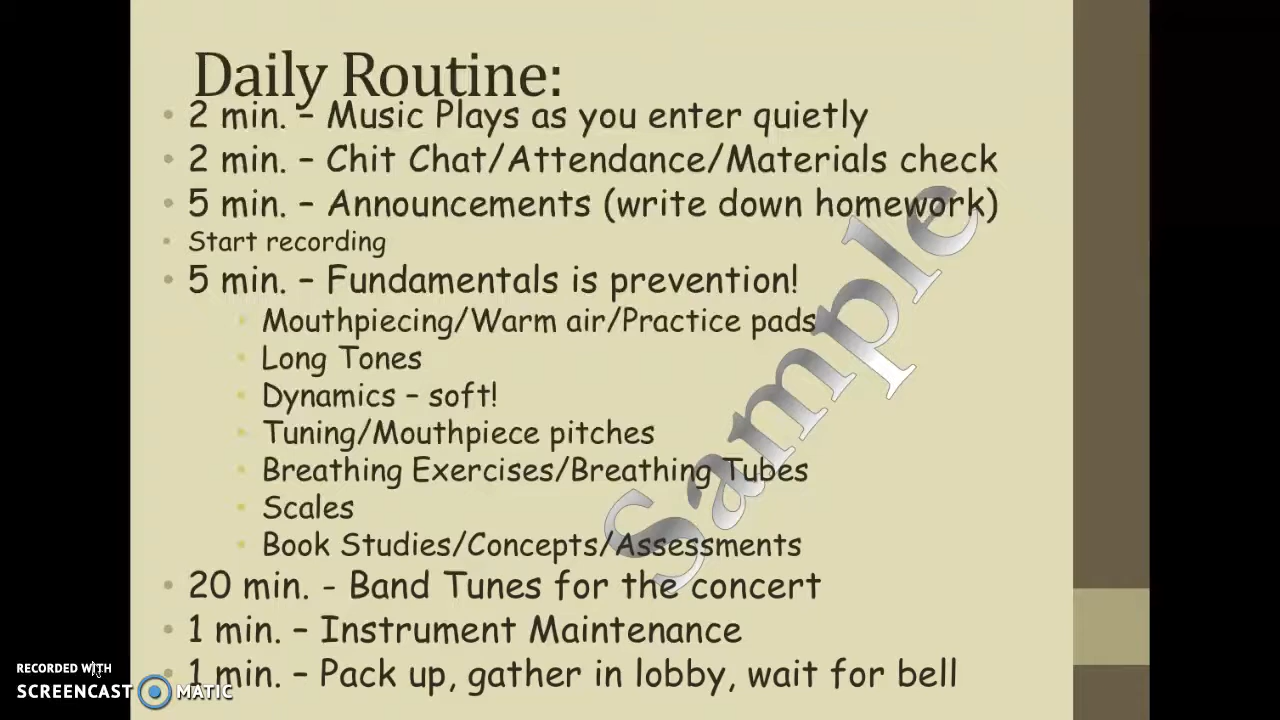 Daily Routine:
• 2 min. – Music Plays as you enter quietly
• 2 min. – Chit Chat/Attendance/Materials check
• 5 min. – Announcements (write down homework)
• Start recording
• 5 min. – Fundamentals is prevention!
• Mouthpiecing/Warm air/Practice pads
• Long Tones
• Dynamics – soft!
• Tuning/Mouthpiece pitches
• Breathing Exercises/Breathing Tubes
• Scales
• Book Studies/Concepts/Assessments
• 20 min. - Band Tunes for the concert
• 1 min. – Instrument Maintenance
• 1 min. – Pack up, gather in lobby, wait for bell
Sample
RECORDED WITH
SCREENCAST MATIC